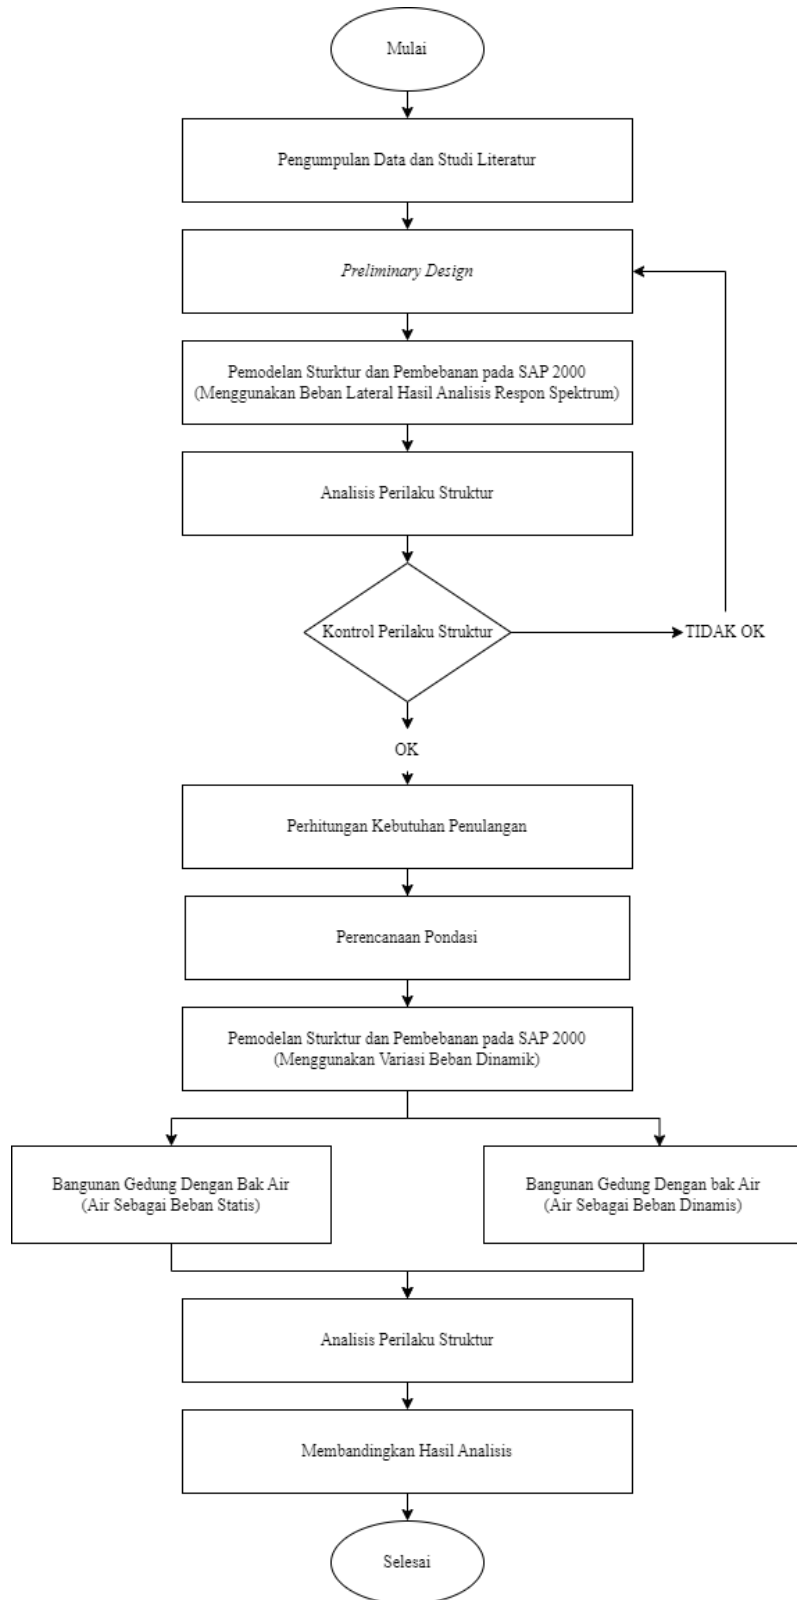 Mulai
Pengumpulan Data dan Studi Literatur
Preliminary Design
Pemodelan Sturktur dan Pembebanan pada SAP 2000
(Menggunakan Beban Lateral Hasil Analisis Respon Spektrum)
Analisis Perilaku Struktur
Kontrol Perilaku Struktur
TIDAK OK
OK
Perhitungan Kebutuhan Penulangan
Perencanaan Pondasi
Pemodelan Sturktur dan Pembebanan pada SAP 2000
(Menggunakan Variasi Beban Dinamik)
Bangunan Gedung Dengan Bak Air
(Air Sebagai Beban Statis)
Bangunan Gedung Dengan bak Air
(Air Sebagai Beban Dinamis)
Analisis Perilaku Struktur
Membandingkan Hasil Analisis
Selesai